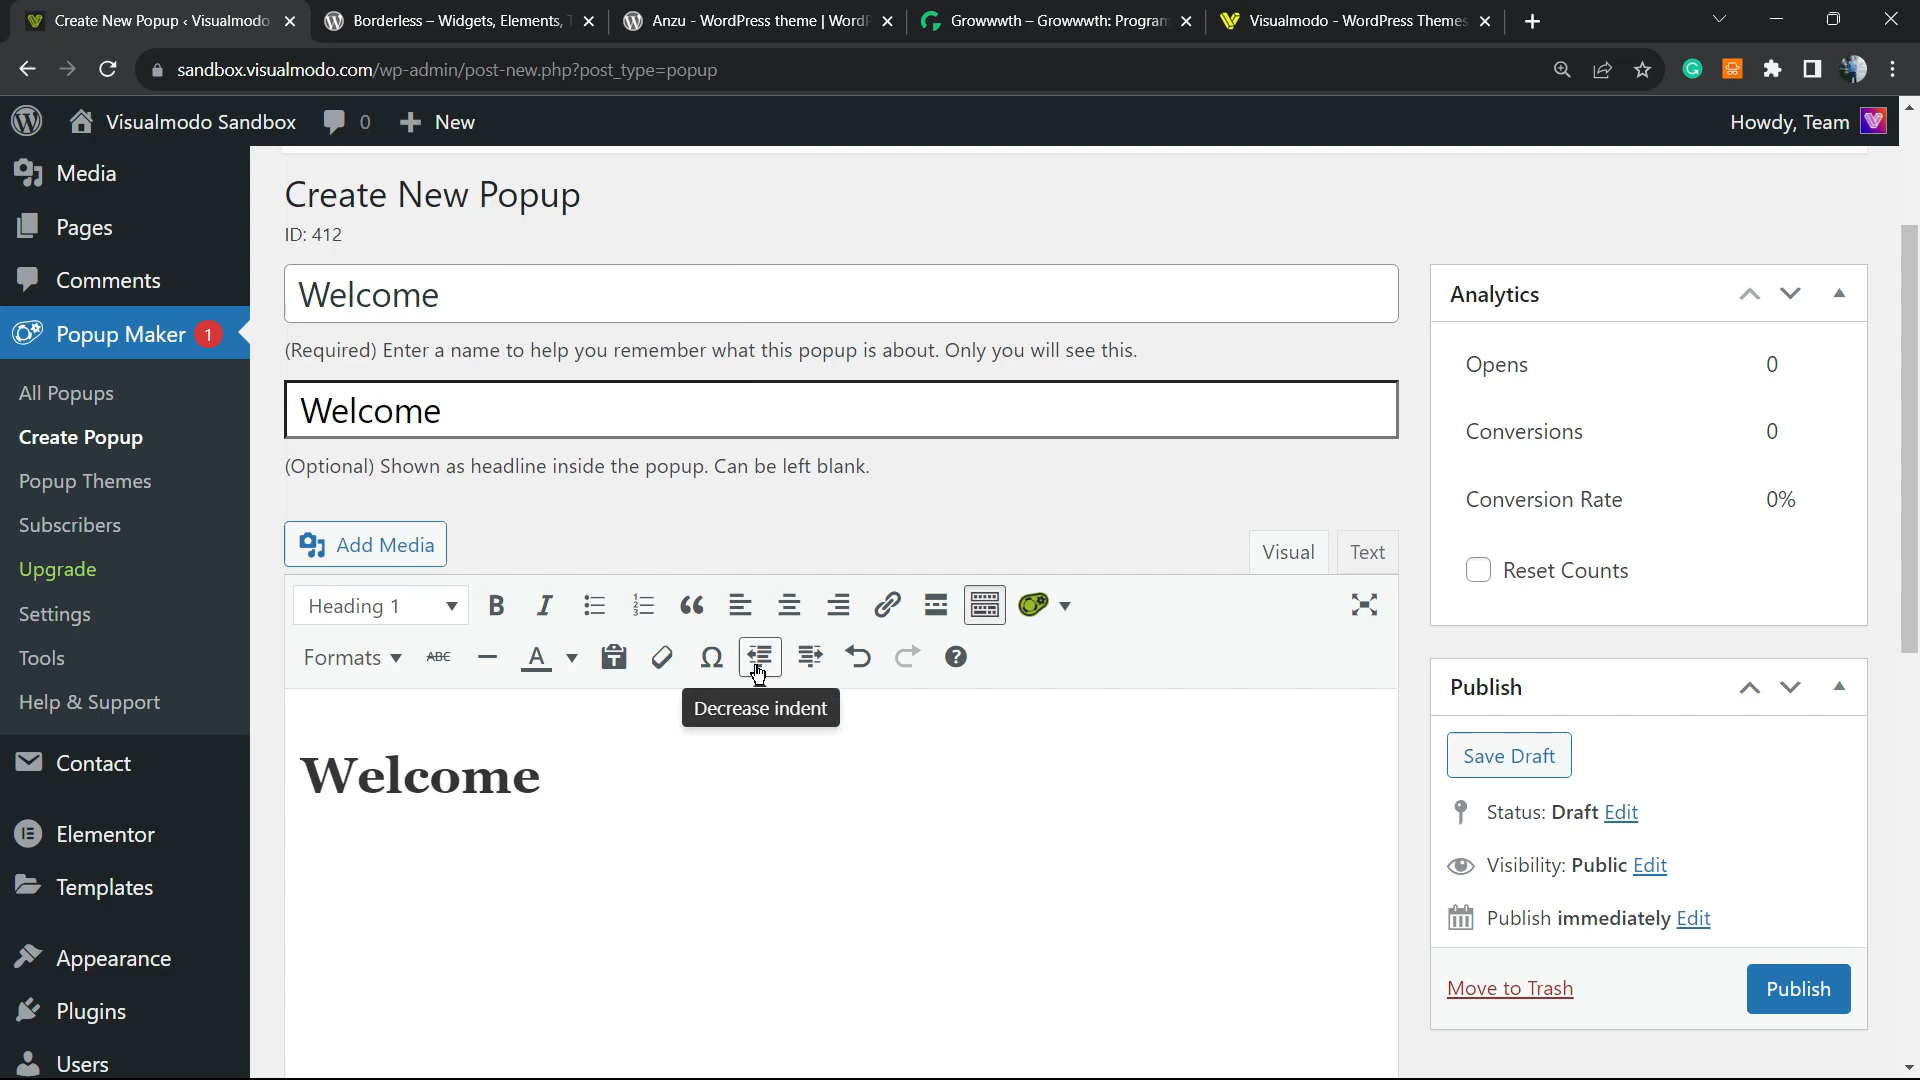 Create New Popup ‹ Visualmodo
Borderless – Widgets, Elements, T
Anzu - WordPress theme | WordP
Growwwth – Growwwth: Program
Visualmodo - WordPress Themes
sandbox.visualmodo.com/wp-admin/post-new.php?post_type=popup
Visualmodo Sandbox
0
New
Howdy, Team
Media
Pages
Comments
Popup Maker 1
All Popups
Create Popup
Popup Themes
Subscribers
Upgrade
Settings
Tools
Help & Support
Contact
Elementor
Templates
Appearance
Plugins
Users
Create New Popup
ID: 412
Welcome
(Required) Enter a name to help you remember what this popup is about. Only you will see this.
Welcome
(Optional) Shown as headline inside the popup. Can be left blank.
Add Media
Visual
Text
Heading 1
Formats
ABC
Decrease indent
Welcome
Analytics
Opens 0
Conversions 0
Conversion Rate 0%
Reset Counts
Publish
Save Draft
Status: Draft Edit
Visibility: Public Edit
Publish immediately Edit
Move to Trash
Publish